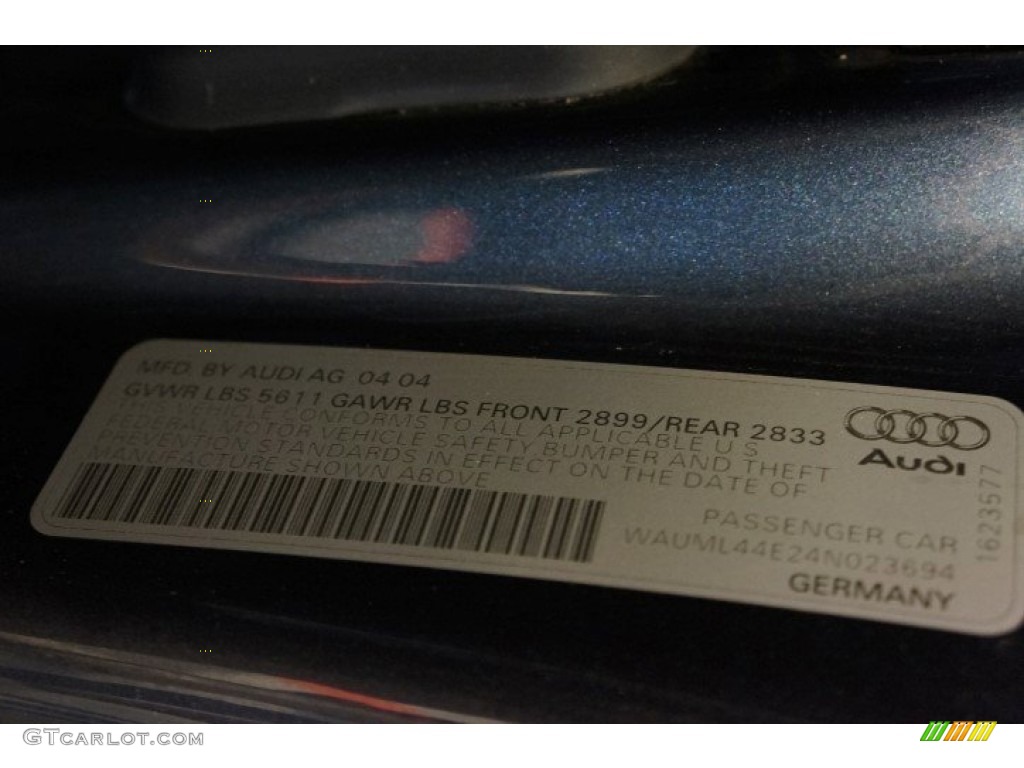 MFD. BY AUDI AG 04 04
GVWR LBS 5611 GAWR LBS FRONT 2899/REAR 2833
THIS VEHICLE CONFORMS TO ALL APPLICABLE U S
FEDERAL MOTOR VEHICLE SAFETY BUMPER AND THEFT
PREVENTION STANDARDS IN EFFECT ON THE DATE OF
MANUFACTURE SHOWN ABOVE
Audi
1623577
PASSENGER CAR
WAUML44E24N023694
GERMANY
GTCARLOT.COM